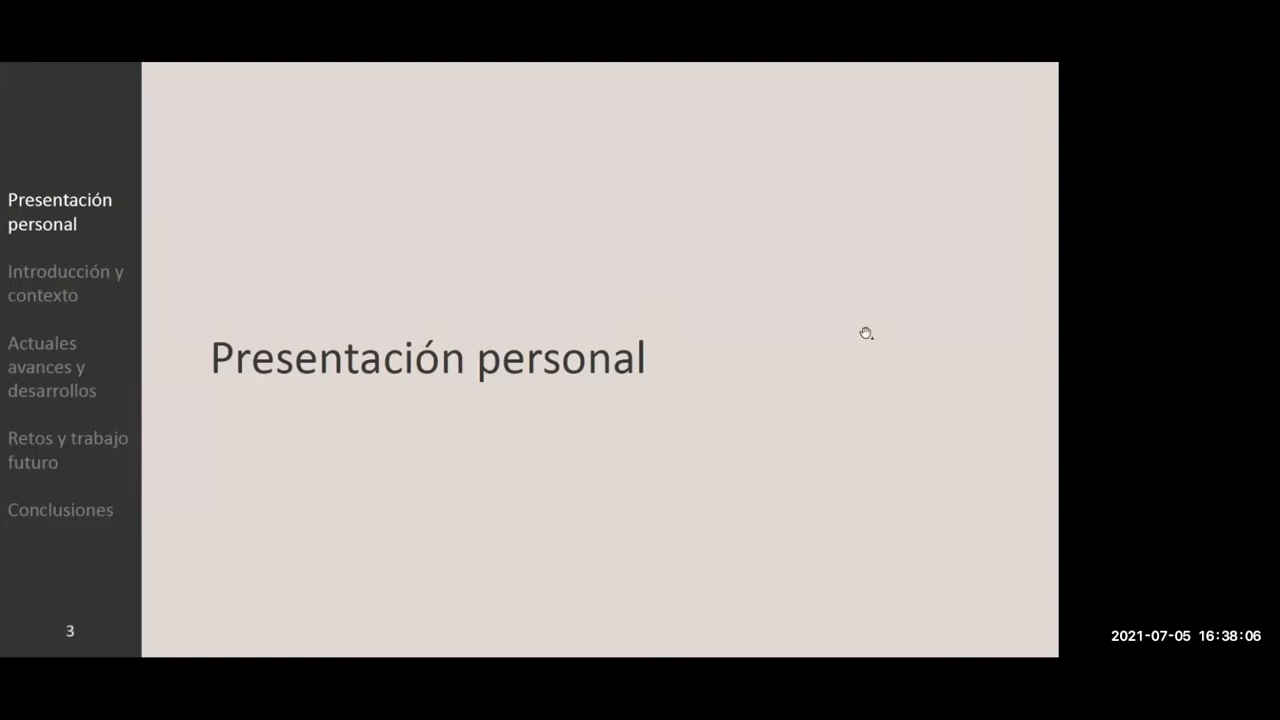 Presentación
personal
Introducción y
contexto
Actuales
avances y
desarrollos
Retos y trabajo
futuro
Conclusiones
3
Presentación personal
2021-07-05 16:38:06